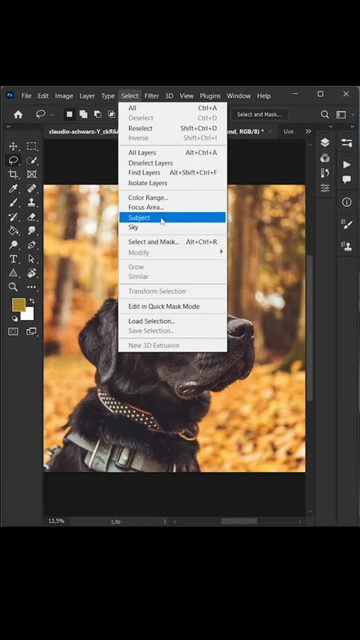 Ps File Edit Image Layer Type Select Filter 3D View Plugins Window Help
Select and Mask...
claudio-schwarz-Y_ckR6A
and, RGB/8) * ×
Unt
All Ctrl+A
Deselect Ctrl+D
Reselect Shift+Ctrl+D
Inverse Shift+Ctrl+I
All Layers Alt+Ctrl+A
Deselect Layers
Find Layers Alt+Shift+Ctrl+F
Isolate Layers
Color Range...
Focus Area...
Subject
Sky
Select and Mask... Alt+Ctrl+R
Modify
Grow
Similar
Transform Selection
Edit in Quick Mask Mode
Load Selection...
Save Selection...
New 3D Extrusion
12,5% 1,8s